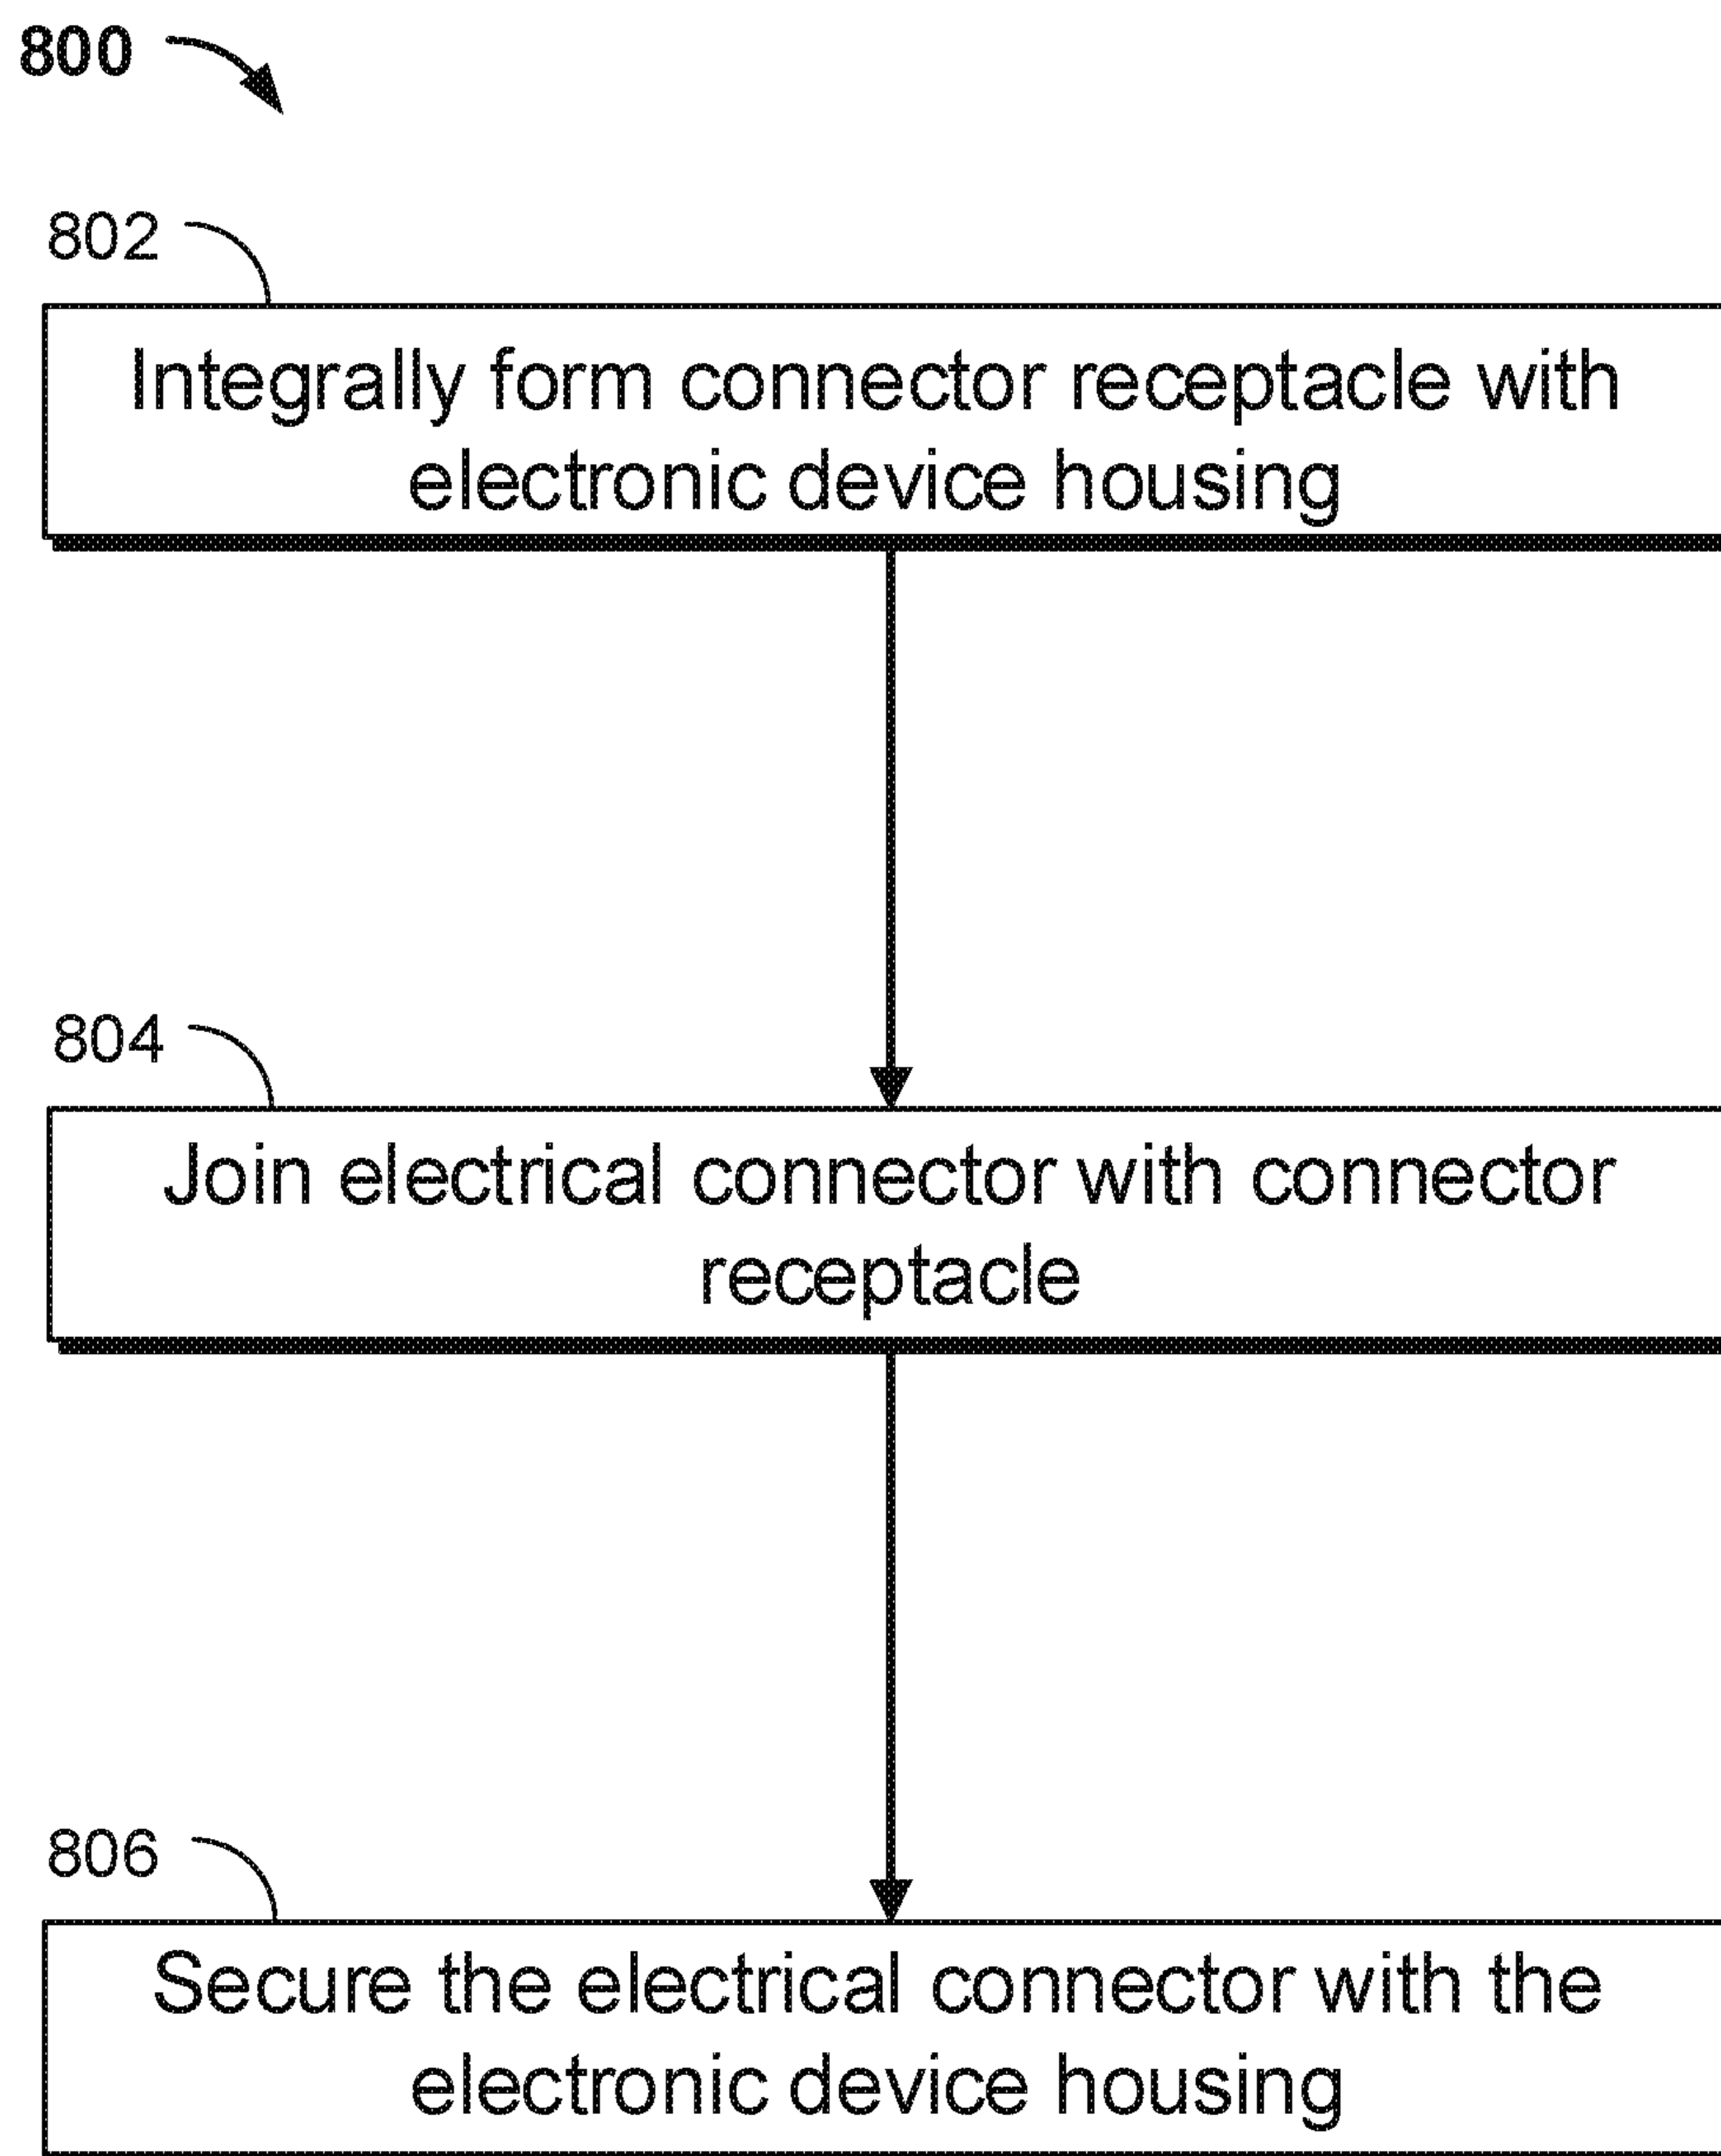 800
802
Integrally form connector receptacle with
electronic device housing
804
Join electrical connector with connector
receptacle
806
Secure the electrical connector with the
electronic device housing